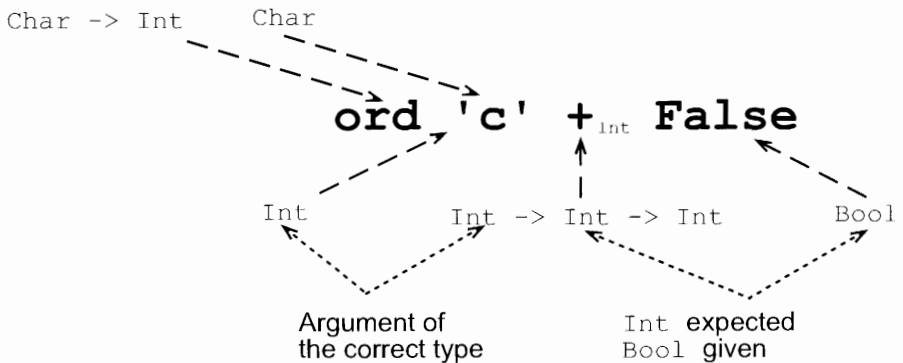 Char -> Int
Char
ord 'c' +Int False
Int
Int -> Int -> Int
Bool
Argument of
the correct type
Int expected
Bool given